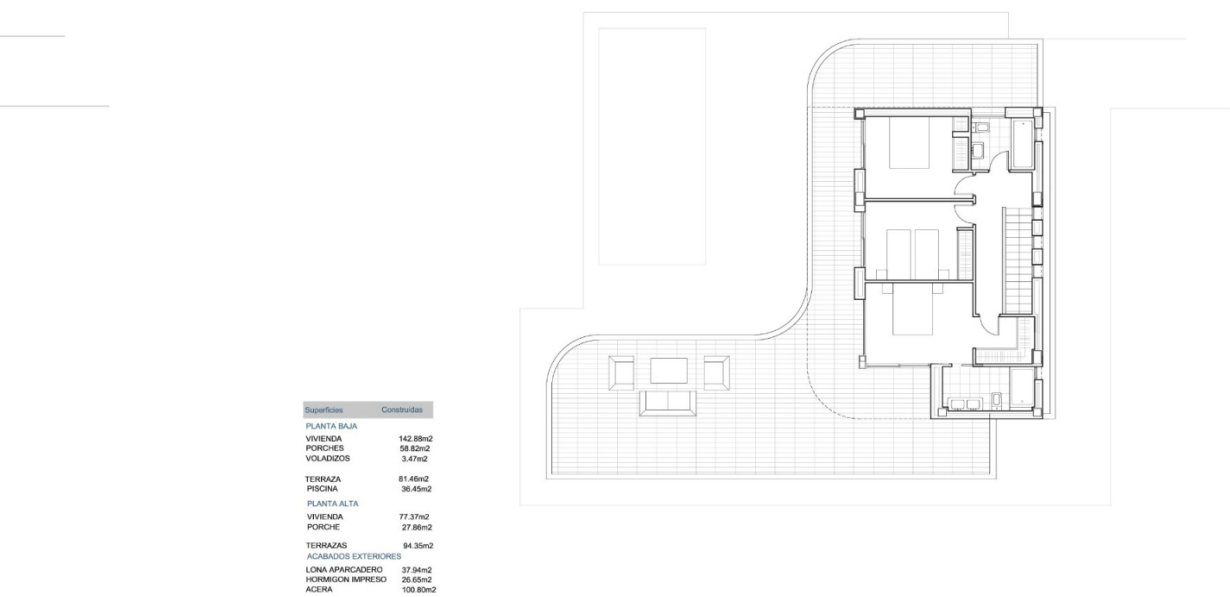 Superficies Construidas
PLANTA BAJA
VIVIENDA 142.88m2
PORCHES 58.82m2
VOLADIZOS 3.47m2
TERRAZA 81.46m2
PISCINA 36.45m2
PLANTA ALTA
VIVIENDA 77.37m2
PORCHE 27.86m2
TERRAZAS 94.35m2
ACABADOS EXTERIORES
LONA APARCADERO 37.94m2
HORMIGON IMPRESO 26.65m2
ACERA 100.80m2